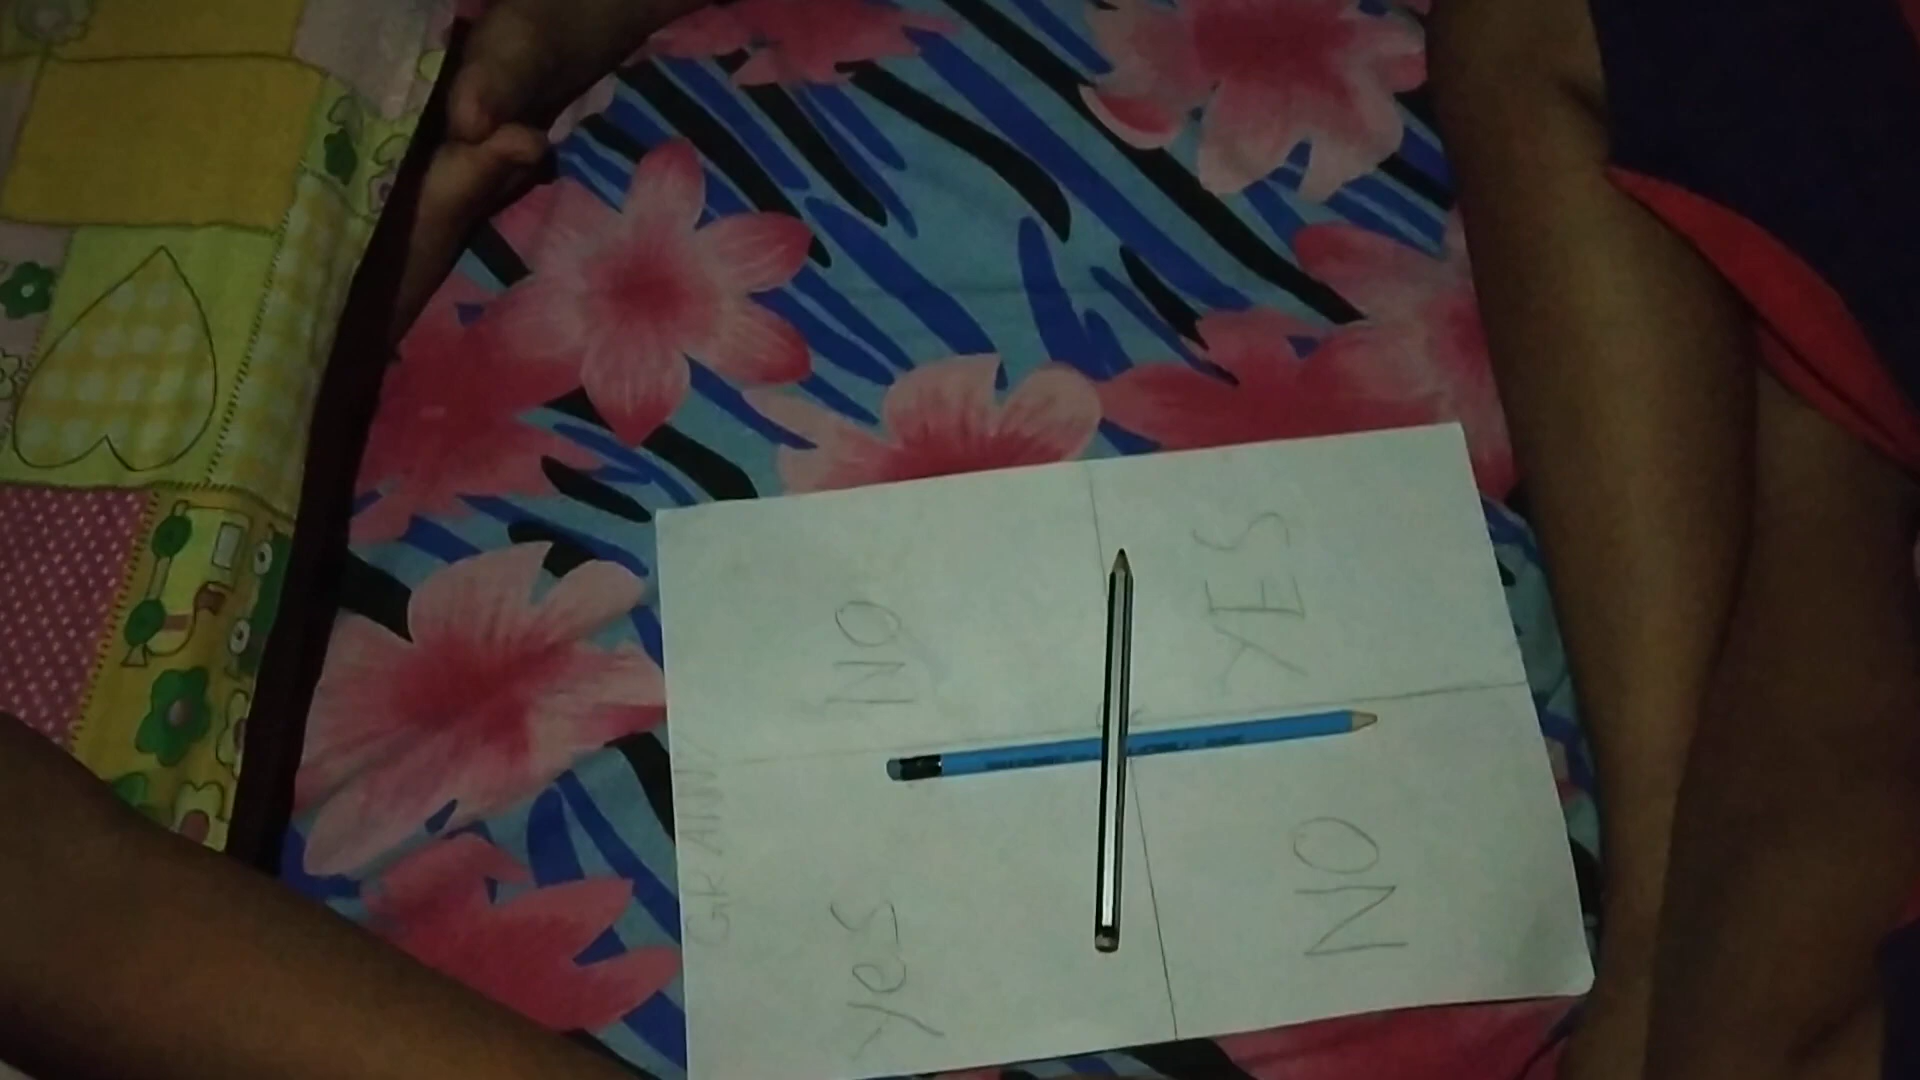 NO
YES
yes
NO